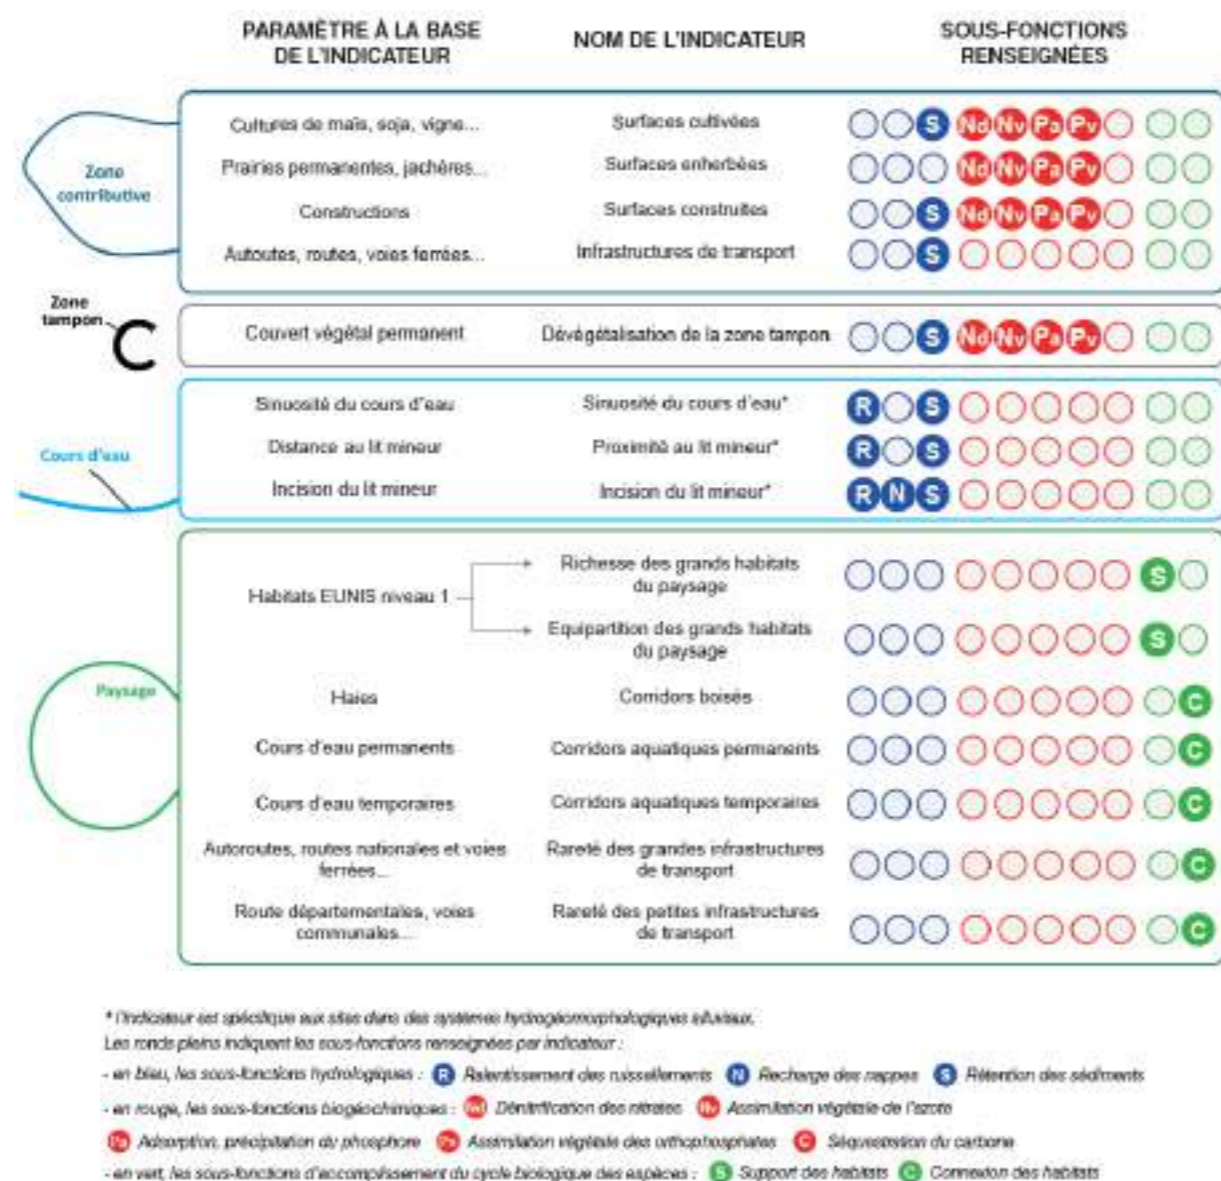 PARAMÈTRE À LA BASE
DE L'INDICATEUR
NOM DE L'INDICATEUR
SOUS-FONCTIONS
RENSEIGNÉES
Zone
contributive
Cultures de maïs, soja, vigne... Surfaces cultivées S Nd Nv Pa Pv
Prairies permanentes, jachères... Surfaces enherbées Nd Nv Pa Pv
Constructions Surfaces construites S Nd Nv Pa Pv
Autoutes, routes, voies ferrées... Infrastructures de transport S
Zone
tampon
Couvert végétal permanent Dévégétalisation de la zone tampon S Nd Nv Pa Pv
Cours d'eau
Sinuosité du cours d'eau Sinuosité du cours d'eau* R S
Distance au lit mineur Proximité au lit mineur* R S
Incision du lit mineur Incision du lit mineur* R N S
Paysage
Habitats EUNIS niveau 1
Richesse des grands habitats
du paysage S
Equipartition des grands habitats
du paysage S
Haies Corridors boisés C
Cours d'eau permanents Corridors aquatiques permanents C
Cours d'eau temporaires Corridors aquatiques temporaires C
Autoroutes, routes nationales et voies
ferrées...
Rareté des grandes infrastructures
de transport C
Route départementales, voies
communales...
Rareté des petites infrastructures
de transport C
* l'indicateur est spécifique aux sites dans des systèmes hydrogéomorphologiques alluviaux.
Les ronds pleins indiquent les sous-fonctions renseignées par indicateur :
- en bleu, les sous-fonctions hydrologiques : R Ralentissement des ruissellements N Recharge des nappes S Rétention des sédiments
- en rouge, les sous-fonctions biogéochimiques : Nd Dénitrification des nitrates Nv Assimilation végétale de l'azote
Pa Adsorption, précipitation du phosphore Pv Assimilation végétale des orthophosphates C Séquestration du carbone
- en vert, les sous-fonctions d'accomplissement du cycle biologique des espèces : S Support des habitats C Connexion des habitats